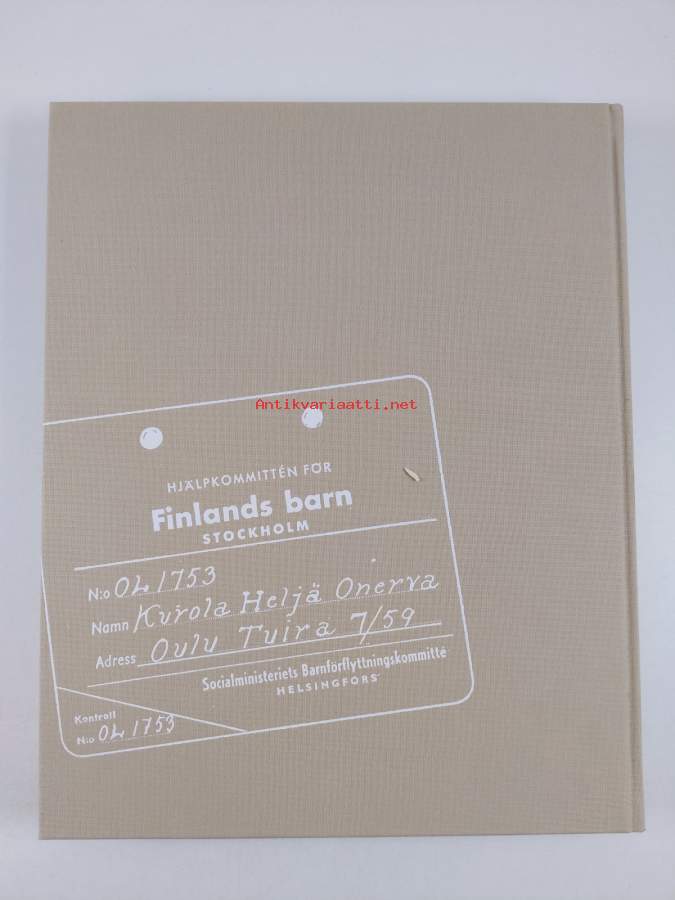 Antikvariaatti.net
HJÄLPKOMMITTÉN FÖR
Finlands barn
STOCKHOLM
N:o OL 1753
Namn Kurola Heljä Onerva
Adress Oulu Tuira 7/59
Socialministeriets Barnförflyttningskommitté
HELSINGFORS
Kontroll
N:o OL 1753